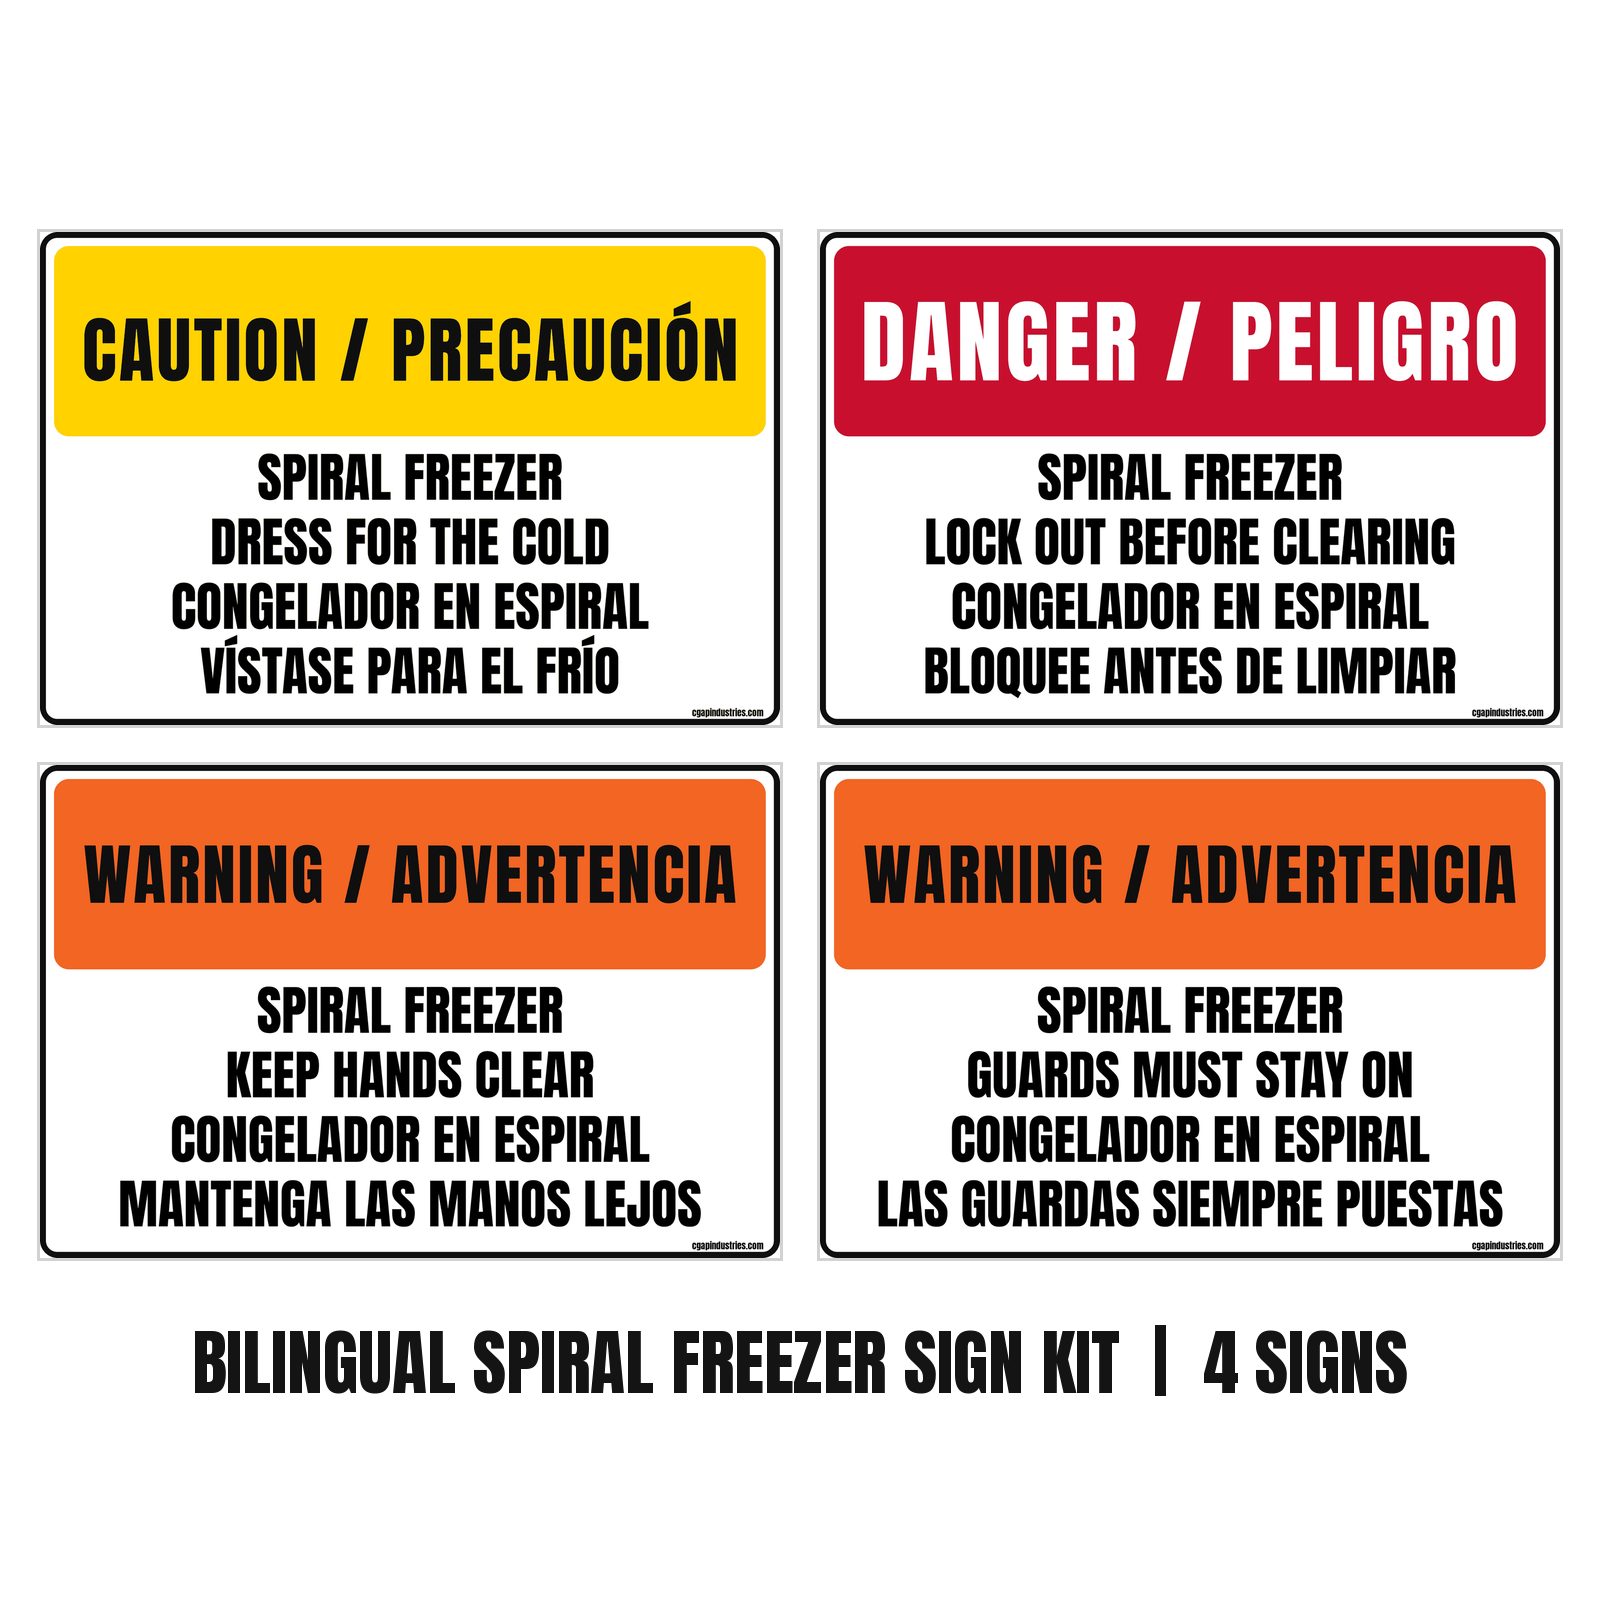 CAUTION / PRECAUCIÓN
SPIRAL FREEZER
DRESS FOR THE COLD
CONGELADOR EN ESPIRAL
VÍSTASE PARA EL FRÍO
cgapindustries.com
DANGER / PELIGRO
SPIRAL FREEZER
LOCK OUT BEFORE CLEARING
CONGELADOR EN ESPIRAL
BLOQUEE ANTES DE LIMPIAR
cgapindustries.com
WARNING / ADVERTENCIA
SPIRAL FREEZER
KEEP HANDS CLEAR
CONGELADOR EN ESPIRAL
MANTENGA LAS MANOS LEJOS
cgapindustries.com
WARNING / ADVERTENCIA
SPIRAL FREEZER
GUARDS MUST STAY ON
CONGELADOR EN ESPIRAL
LAS GUARDAS SIEMPRE PUESTAS
cgapindustries.com
BILINGUAL SPIRAL FREEZER SIGN KIT | 4 SIGNS